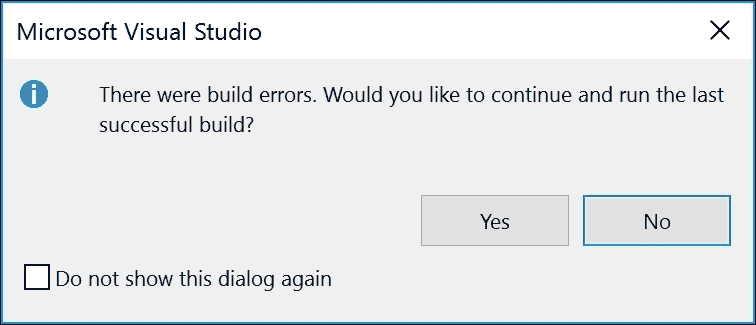 Microsoft Visual Studio
There were build errors. Would you like to continue and run the last
successful build?
Yes
No
Do not show this dialog again